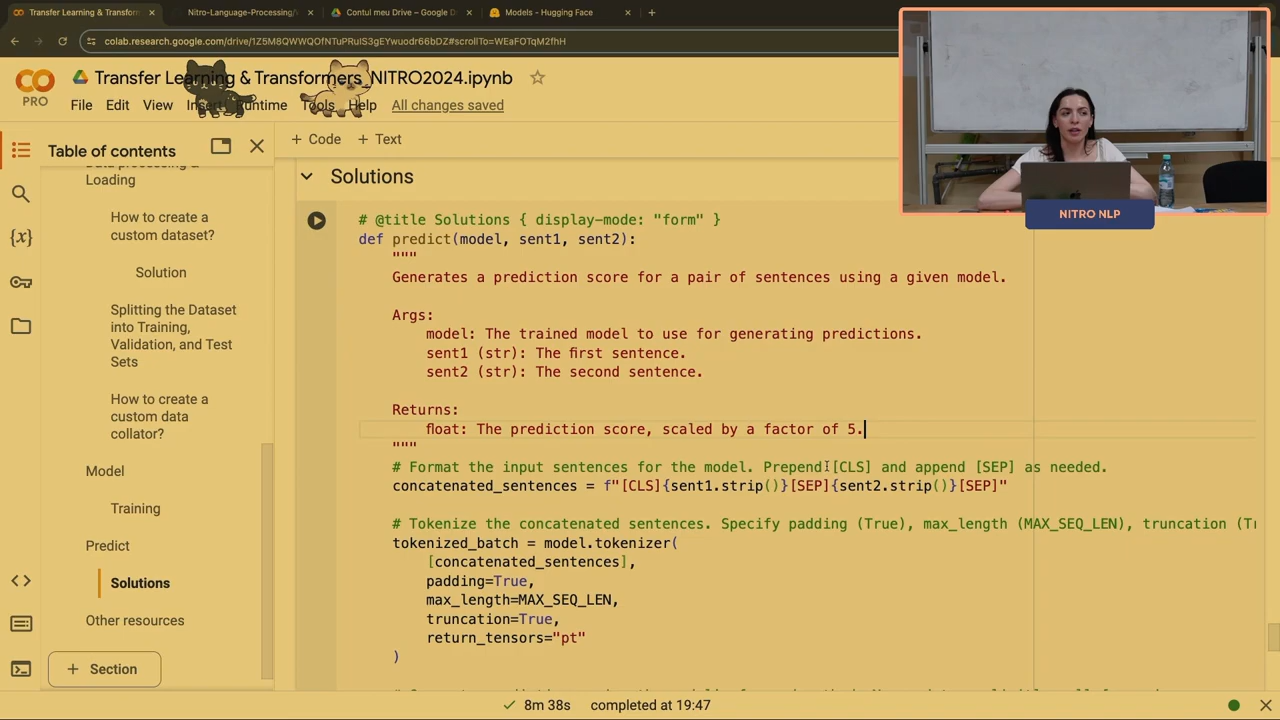 Transfer Learning & Transform
Nitro-Language-Processing/
Contul meu Drive – Google D
Models - Hugging Face
colab.research.google.com/drive/1Z5M8QWWQOfNTuPRuIS3gEYwuodr66bDZ#scrollTo=WEaFOTqM2fhH
Transfer Learning & Transformers_NITRO2024.ipynb
PRO
File Edit View Insert Runtime Tools Help All changes saved
+ Code + Text
Table of contents
Data processing &
Loading
How to create a
custom dataset?
Solution
Splitting the Dataset
into Training,
Validation, and Test
Sets
How to create a
custom data
collator?
Model
Training
Predict
Solutions
Other resources
+ Section
Solutions
# @title Solutions { display-mode: "form" }
def predict(model, sent1, sent2):
"""
Generates a prediction score for a pair of sentences using a given model.
Args:
model: The trained model to use for generating predictions.
sent1 (str): The first sentence.
sent2 (str): The second sentence.
Returns:
float: The prediction score, scaled by a factor of 5.
"""
# Format the input sentences for the model. Prepend [CLS] and append [SEP] as needed.
concatenated_sentences = f"[CLS]{sent1.strip()}[SEP]{sent2.strip()}[SEP]"
# Tokenize the concatenated sentences. Specify padding (True), max_length (MAX_SEQ_LEN), truncation (Tr
tokenized_batch = model.tokenizer(
[concatenated_sentences],
padding=True,
max_length=MAX_SEQ_LEN,
truncation=True,
return_tensors="pt"
)
NITRO NLP
8m 38s completed at 19:47